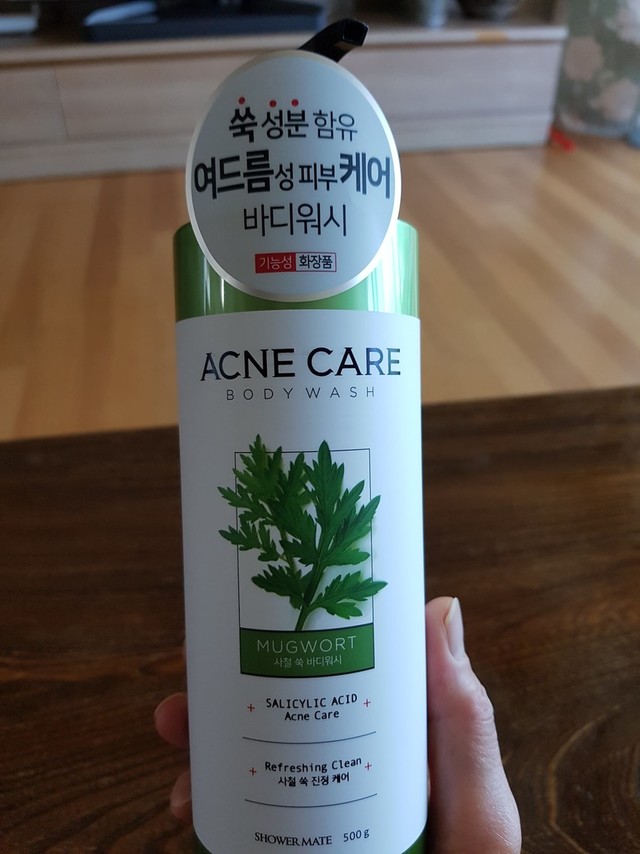 쑥 성분 함유
여드름성 피부 케어
바디워시
기능성 화장품
ACNE CARE
BODY WASH
MUGWORT
사철 쑥 바디워시
+ SALICYLIC ACID +
Acne Care
+ Refreshing Clean +
사철 쑥 진정 케어
SHOWER MATE 500 g